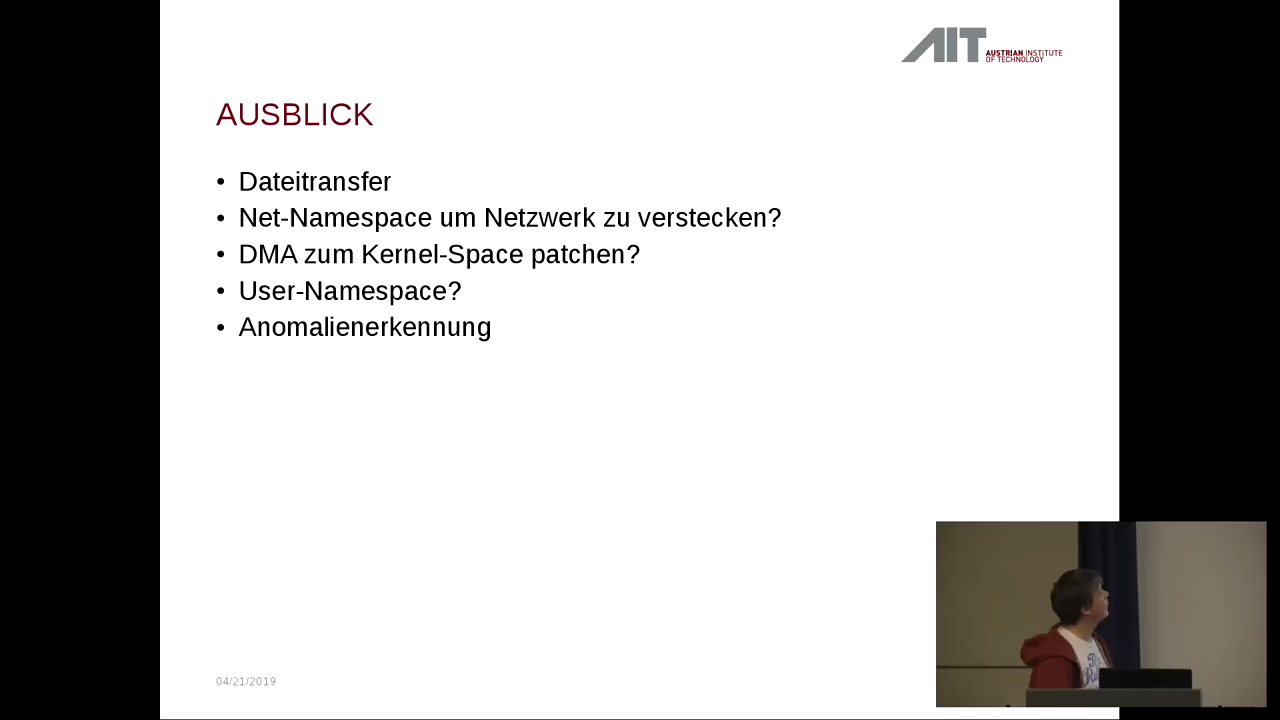 AIT AUSTRIAN INSTITUTE
OF TECHNOLOGY
AUSBLICK
• Dateitransfer
• Net-Namespace um Netzwerk zu verstecken?
• DMA zum Kernel-Space patchen?
• User-Namespace?
• Anomalienerkennung
04/21/2019